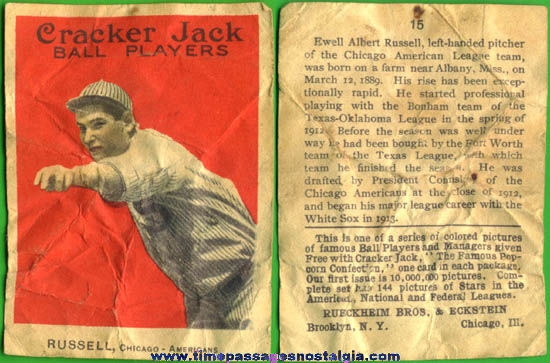 Cracker Jack
BALL PLAYERS
RUSSELL, CHICAGO - AMERICANS
15
Ewell Albert Russell, left-handed pitcher
of the Chicago American League team,
was born on a farm near Albany, Miss., on
March 12, 1889. His rise has been excep-
tionally rapid. He started professional
playing with the Bonham team of the
Texas-Oklahoma League in the spring of
1912. Before the season was well under
way he had been bought by the Fort Worth
team of the Texas League, with which
team he finished the season. He was
drafted by President Comiskey of the
Chicago Americans at the close of 1912,
and began his major league career with the
White Sox in 1913.
This is one of a series of colored pictures
of famous Ball Players and Managers given
Free with Cracker Jack, "The Famous Pop-
corn Confection," one card in each package.
Our first issue is 10,000,000 pictures. Com-
plete set has 144 pictures of Stars in the
American, National and Federal Leagues.
RUECKHEIM BROS. & ECKSTEIN
Brooklyn, N. Y. Chicago, Ill.
www.timepassagesnostalgia.com